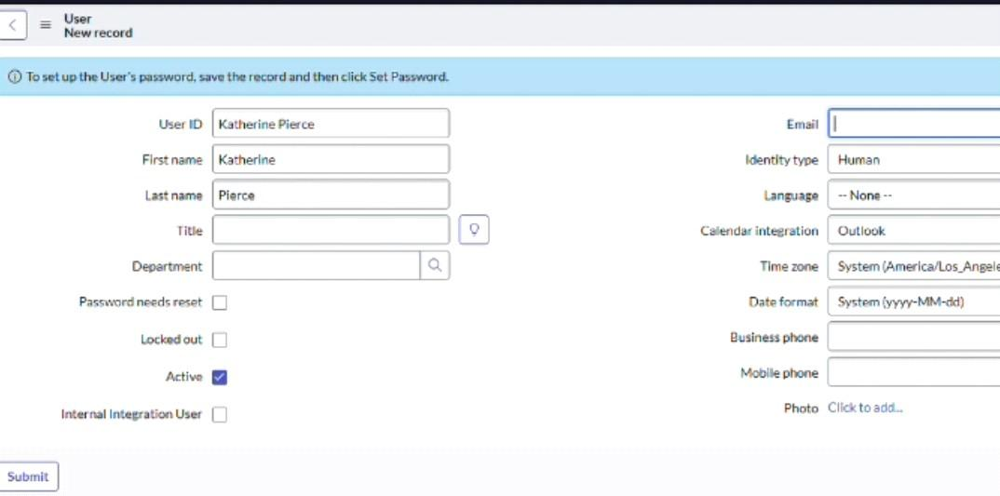 User
New record
To set up the User's password, save the record and then click Set Password.
User ID Katherine Pierce
First name Katherine
Last name Pierce
Title
Department
Password needs reset
Locked out
Active
Internal Integration User
Email
Identity type Human
Language -- None --
Calendar integration Outlook
Time zone System (America/Los_Angele
Date format System (yyyy-MM-dd)
Business phone
Mobile phone
Photo Click to add...
Submit